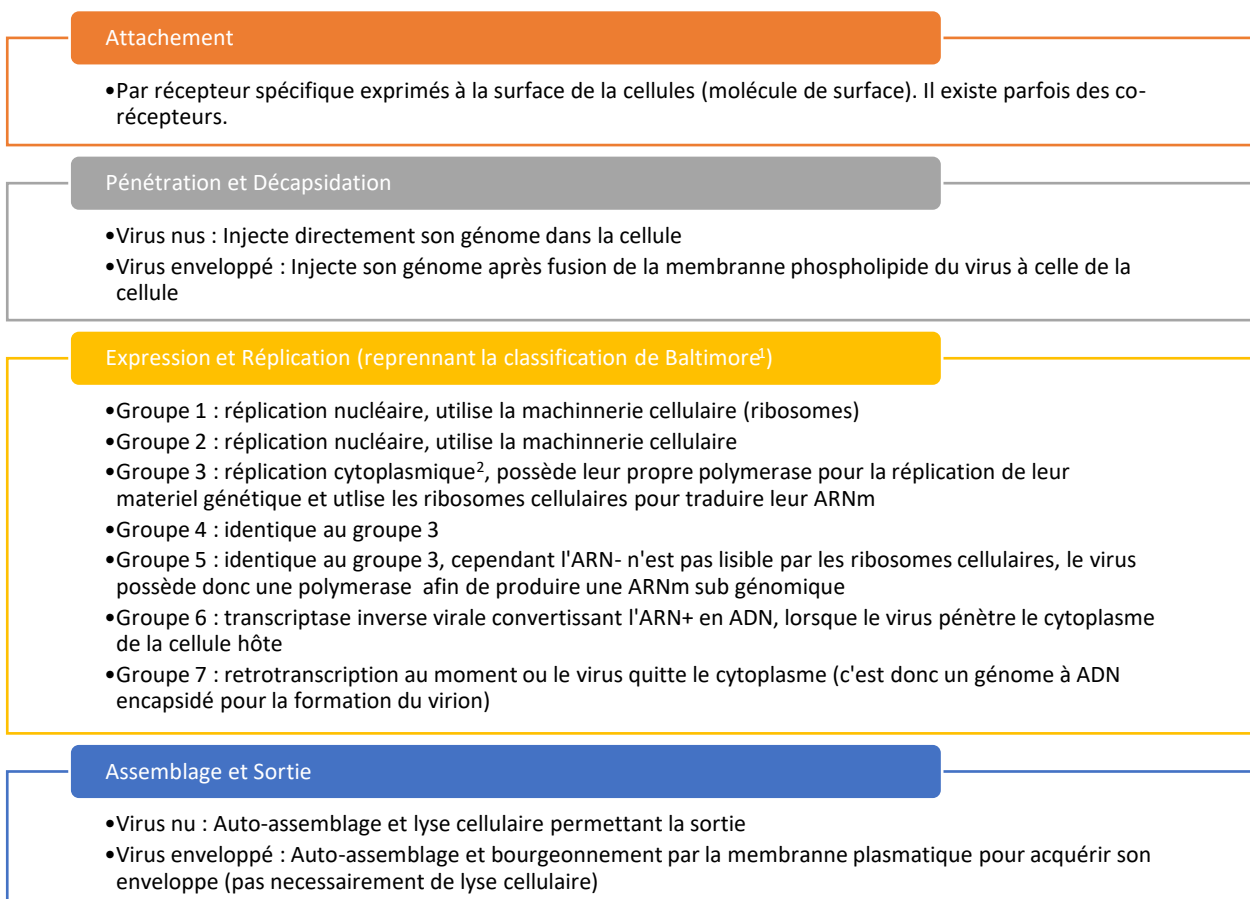 Attachement
•Par récepteur spécifique exprimés à la surface de la cellules (molécule de surface). Il existe parfois des co-
récepteurs.
Pénétration et Décapsidation
•Virus nus : Injecte directement son génome dans la cellule
•Virus enveloppé : Injecte son génome après fusion de la membranne phospholipide du virus à celle de la
cellule
Expression et Réplication (reprennant la classification de Baltimore¹)
•Groupe 1 : réplication nucléaire, utilise la machinnerie cellulaire (ribosomes)
•Groupe 2 : réplication nucléaire, utilise la machinnerie cellulaire
•Groupe 3 : réplication cytoplasmique², possède leur propre polymerase pour la réplication de leur
materiel génétique et utlise les ribosomes cellulaires pour traduire leur ARNm
•Groupe 4 : identique au groupe 3
•Groupe 5 : identique au groupe 3, cependant l'ARN- n'est pas lisible par les ribosomes cellulaires, le virus
possède donc une polymerase afin de produire une ARNm sub génomique
•Groupe 6 : transcriptase inverse virale convertissant l'ARN+ en ADN, lorsque le virus pénètre le cytoplasme
de la cellule hôte
•Groupe 7 : retrotranscription au moment ou le virus quitte le cytoplasme (c'est donc un génome à ADN
encapsidé pour la formation du virion)
Assemblage et Sortie
•Virus nu : Auto-assemblage et lyse cellulaire permettant la sortie
•Virus enveloppé : Auto-assemblage et bourgeonnement par la membranne plasmatique pour acquérir son
enveloppe (pas necessairement de lyse cellulaire)